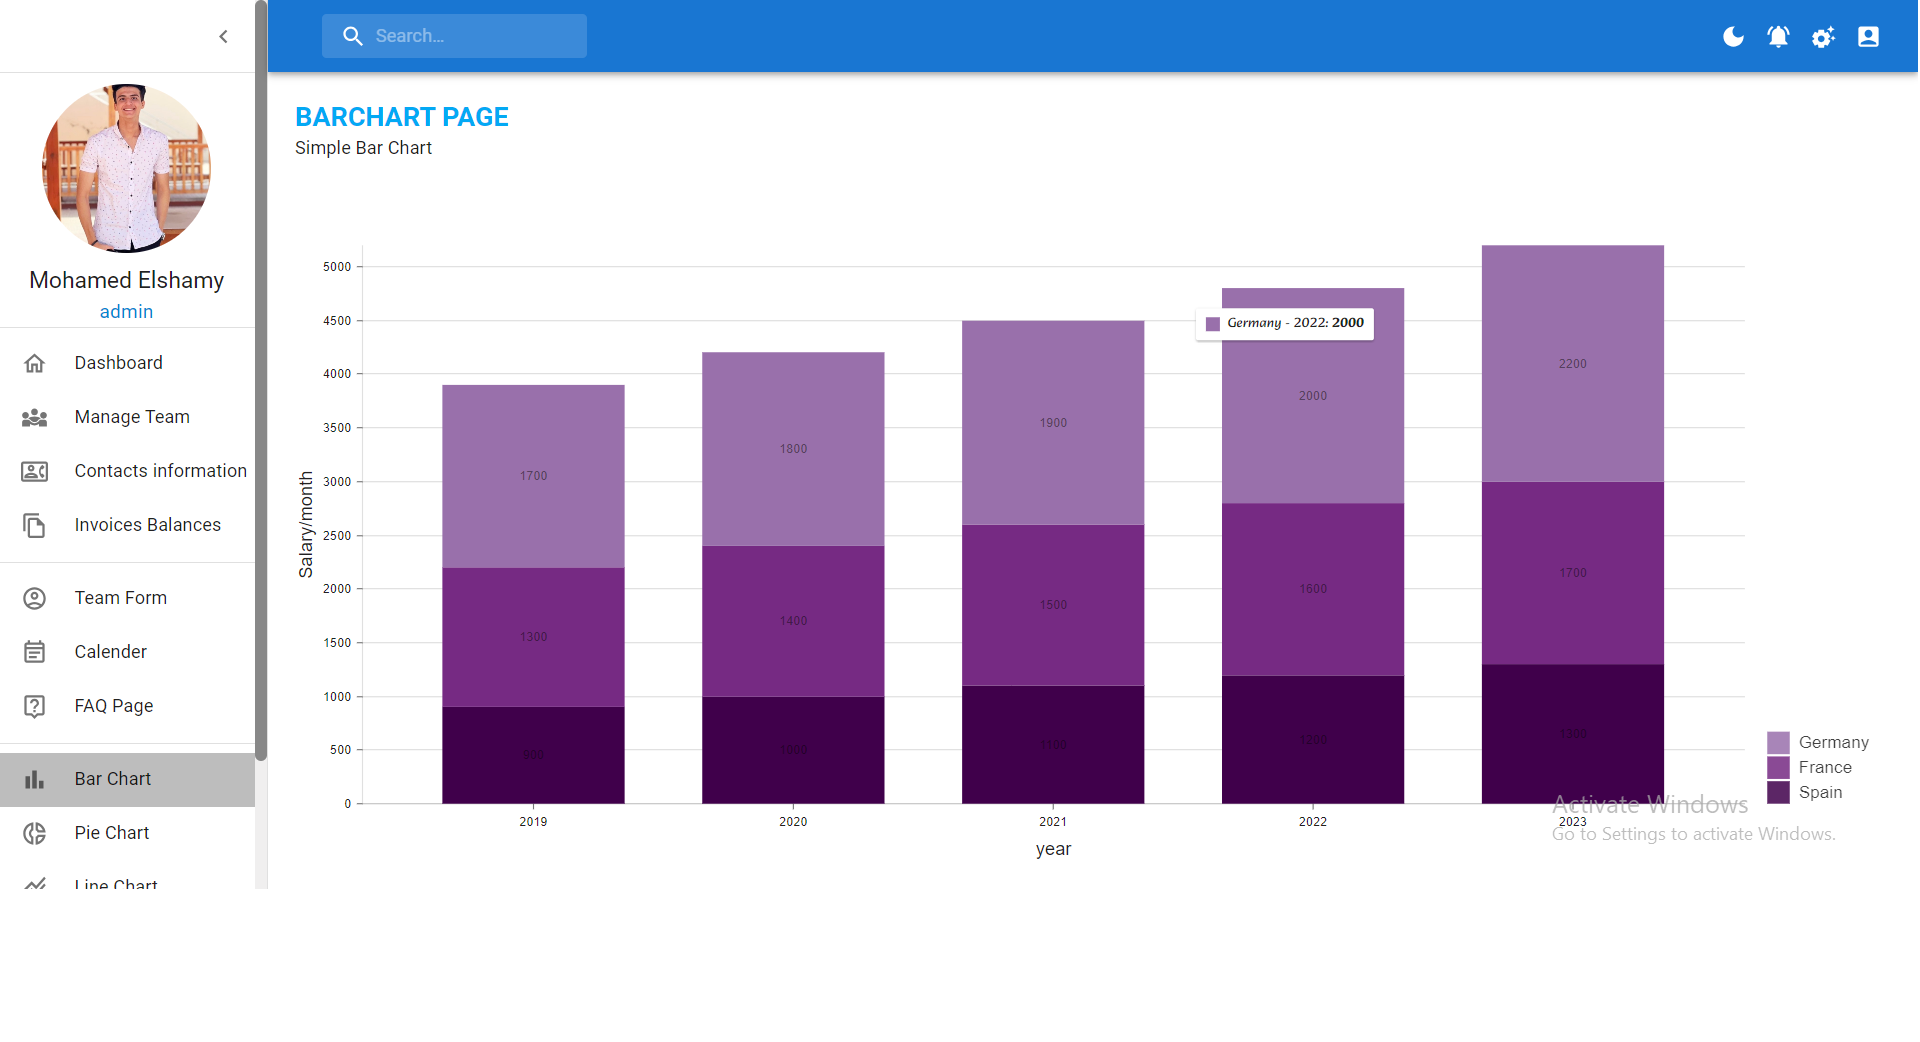 Search…
Mohamed Elshamy
admin
Dashboard
Manage Team
Contacts information
Invoices Balances
Team Form
Calender
FAQ Page
Bar Chart
Pie Chart
Line Chart
BARCHART PAGE
Simple Bar Chart
Salary/month
5000
4500
4000
3500
3000
2500
2000
1500
1000
500
0
Germany - 2022: 2000
1700
1800
1900
2000
2200
1300
1400
1500
1600
1700
900
1000
1100
1200
1300
2019
2020
2021
2022
2023
year
Germany
France
Spain
Activate Windows
Go to Settings to activate Windows.